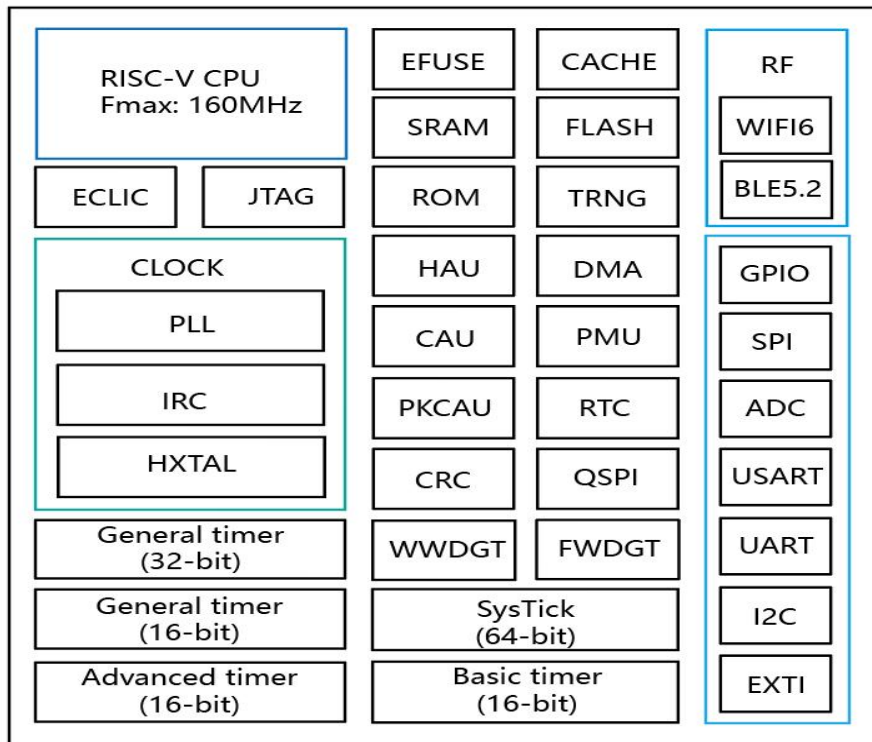 RISC-V CPU
Fmax: 160MHz
ECLIC
JTAG
CLOCK
PLL
IRC
HXTAL
General timer
(32-bit)
General timer
(16-bit)
Advanced timer
(16-bit)
EFUSE
CACHE
SRAM
FLASH
ROM
TRNG
HAU
DMA
CAU
PMU
PKCAU
RTC
CRC
QSPI
WWDGT
FWDGT
SysTick
(64-bit)
Basic timer
(16-bit)
RF
WIFI6
BLE5.2
GPIO
SPI
ADC
USART
UART
I2C
EXTI